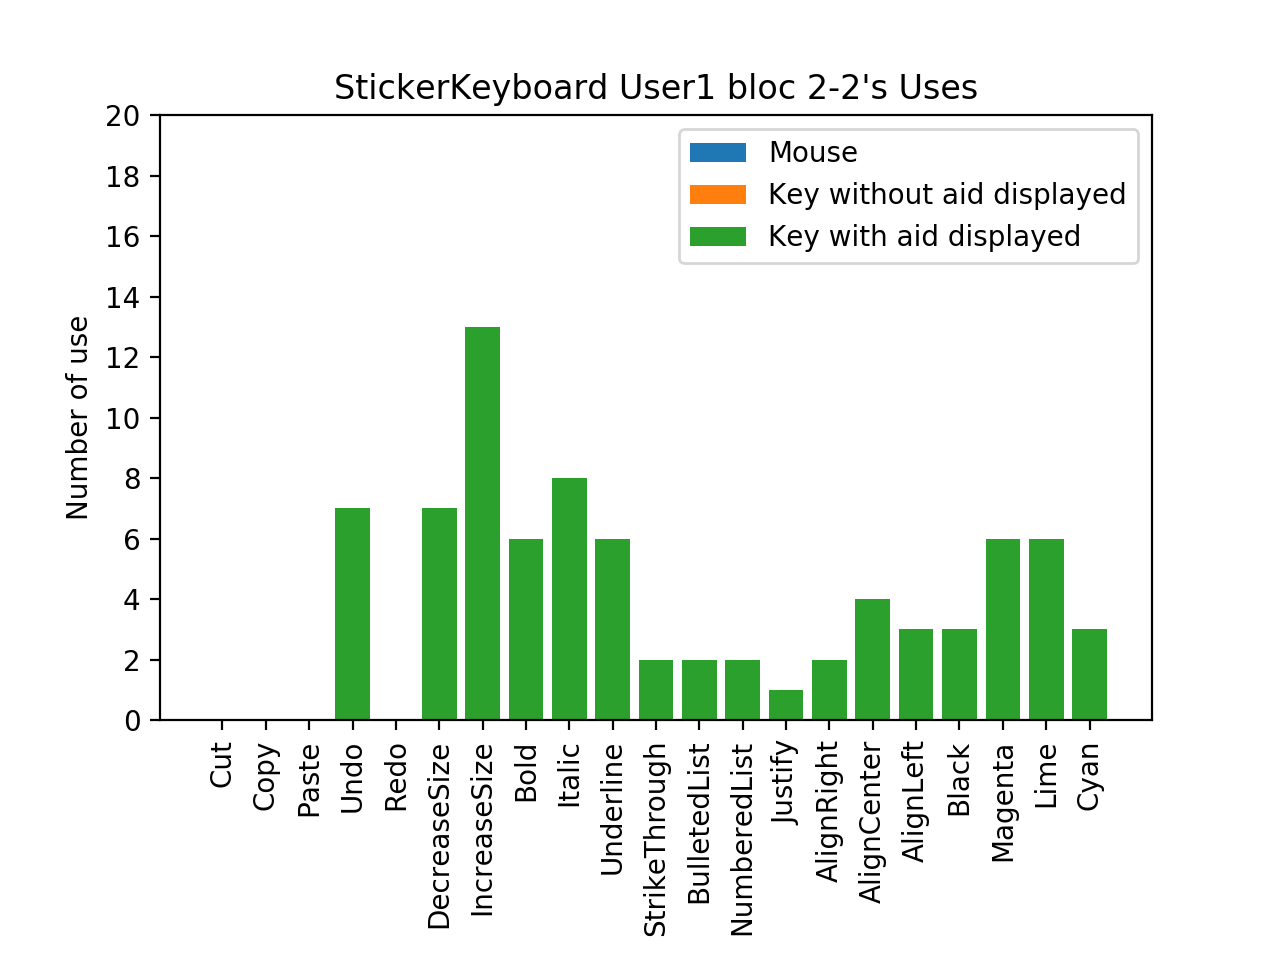 StickerKeyboard User1 bloc 2-2's Uses
Mouse
Key without aid displayed
Key with aid displayed
Number of use
20
18
16
14
12
10
8
6
4
2
0
Cut
Copy
Paste
Undo
Redo
DecreaseSize
IncreaseSize
Bold
Italic
Underline
StrikeThrough
BulletedList
NumberedList
Justify
AlignRight
AlignCenter
AlignLeft
Black
Magenta
Lime
Cyan